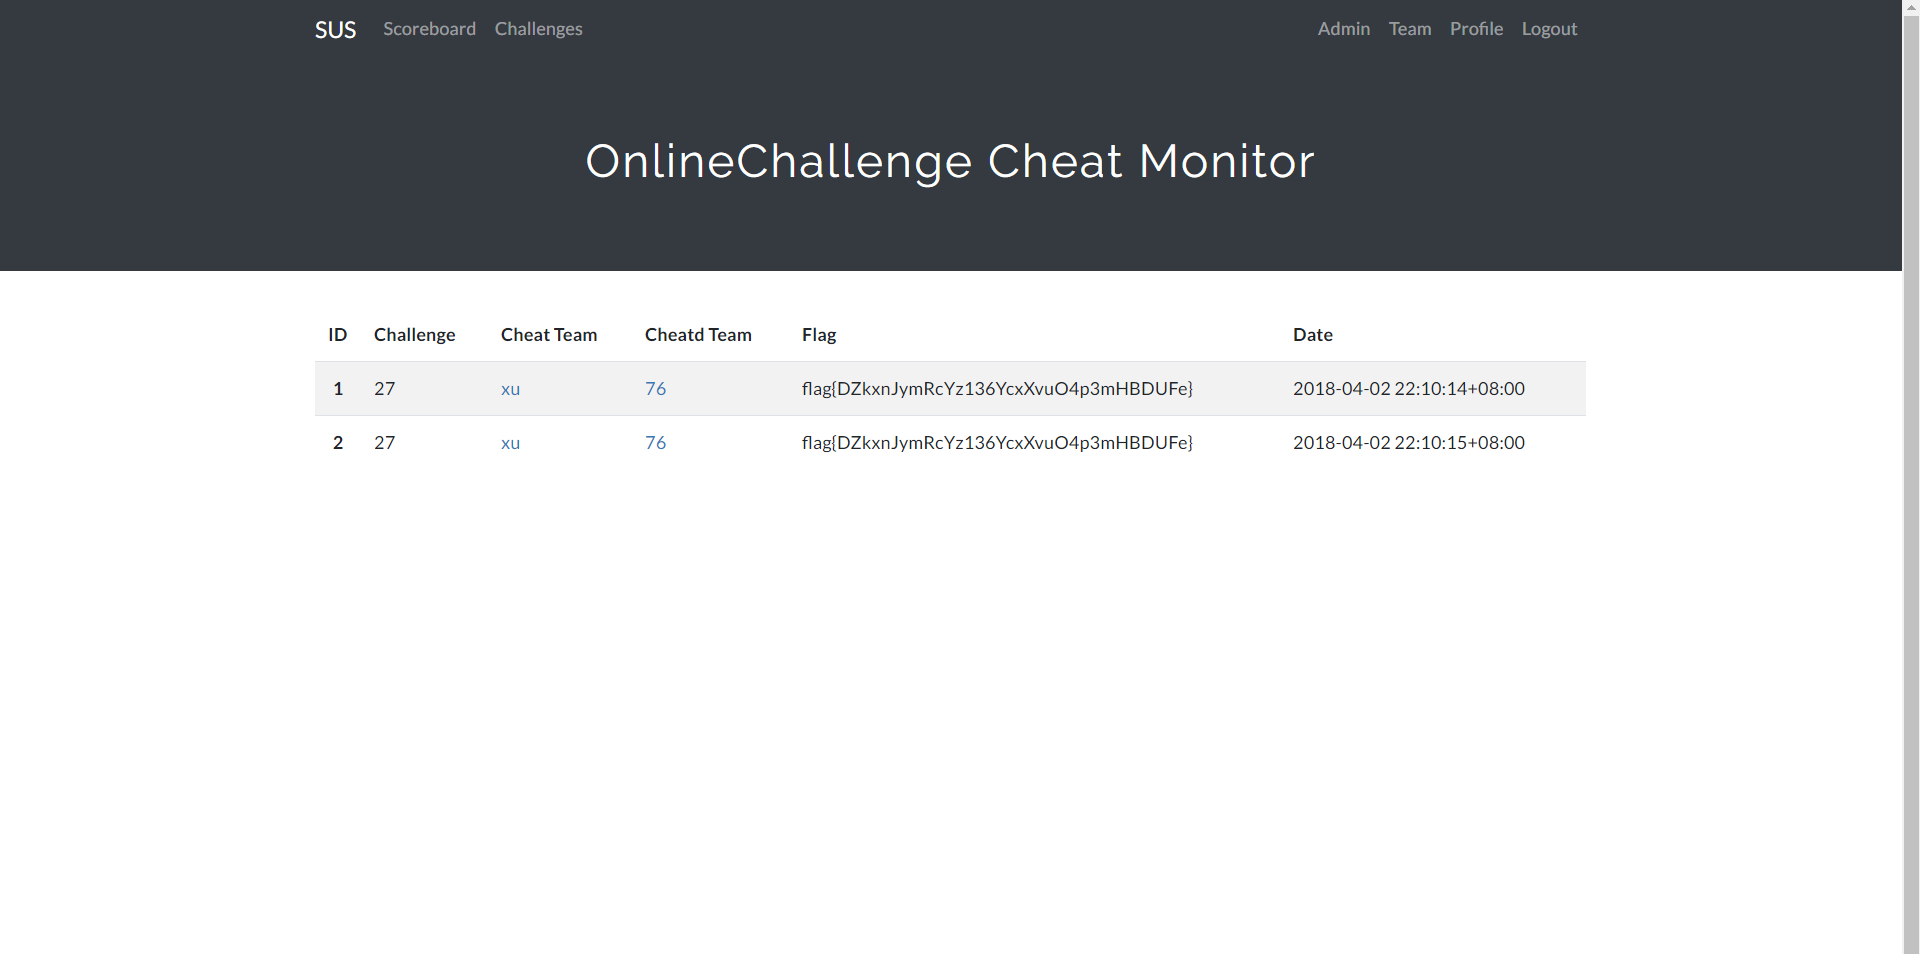 SUS Scoreboard Challenges Admin Team Profile Logout
OnlineChallenge Cheat Monitor
ID Challenge Cheat Team Cheatd Team Flag Date
1 27 xu 76 flag{DZkxnJymRcYz136YcxXvuO4p3mHBDUFe} 2018-04-02 22:10:14+08:00
2 27 xu 76 flag{DZkxnJymRcYz136YcxXvuO4p3mHBDUFe} 2018-04-02 22:10:15+08:00